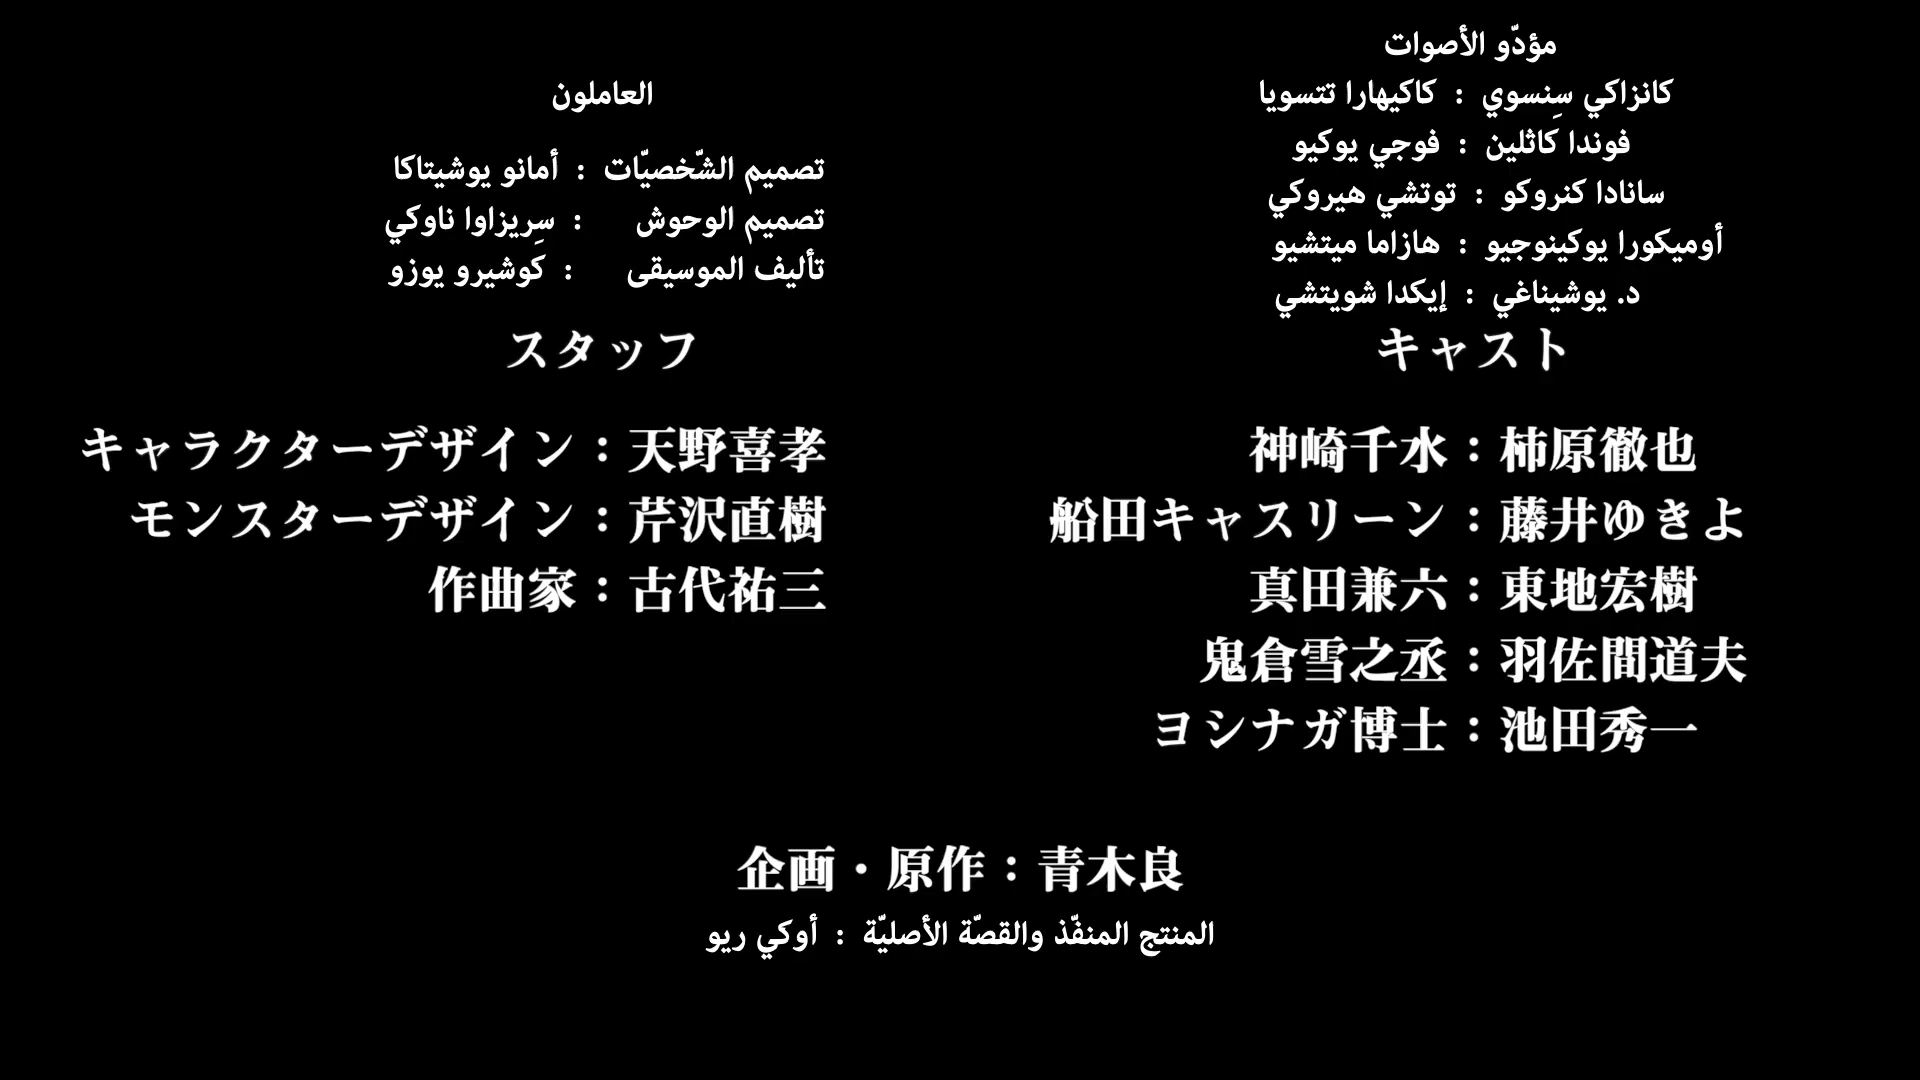 العاملون
تصميم الشّخصيّات : أمانو يوشيتاكا
تصميم الوحوش : سِريزاوا ناوكي
تأليف الموسيقى : كوشيرو يوزو
スタッフ
キャラクターデザイン：天野喜孝
モンスターデザイン：芹沢直樹
作曲家：古代祐三
مؤدّو الأصوات
كانزاكي سِنسوي : كاكيهارا تتسويا
فوندا كاثلين : فوجي يوكيو
سانادا كنروكو : توتشي هيروكي
أوميكورا يوكينوجيو : هازاما ميتشيو
د. يوشيناغي : إيكدا شويتشي
キャスト
神崎千水：柿原徹也
船田キャスリーン：藤井ゆきよ
真田兼六：東地宏樹
鬼倉雪之丞：羽佐間道夫
ヨシナガ博士：池田秀一
企画・原作：青木良
المنتج المنفّذ والقصّة الأصليّة : أوكي ريو